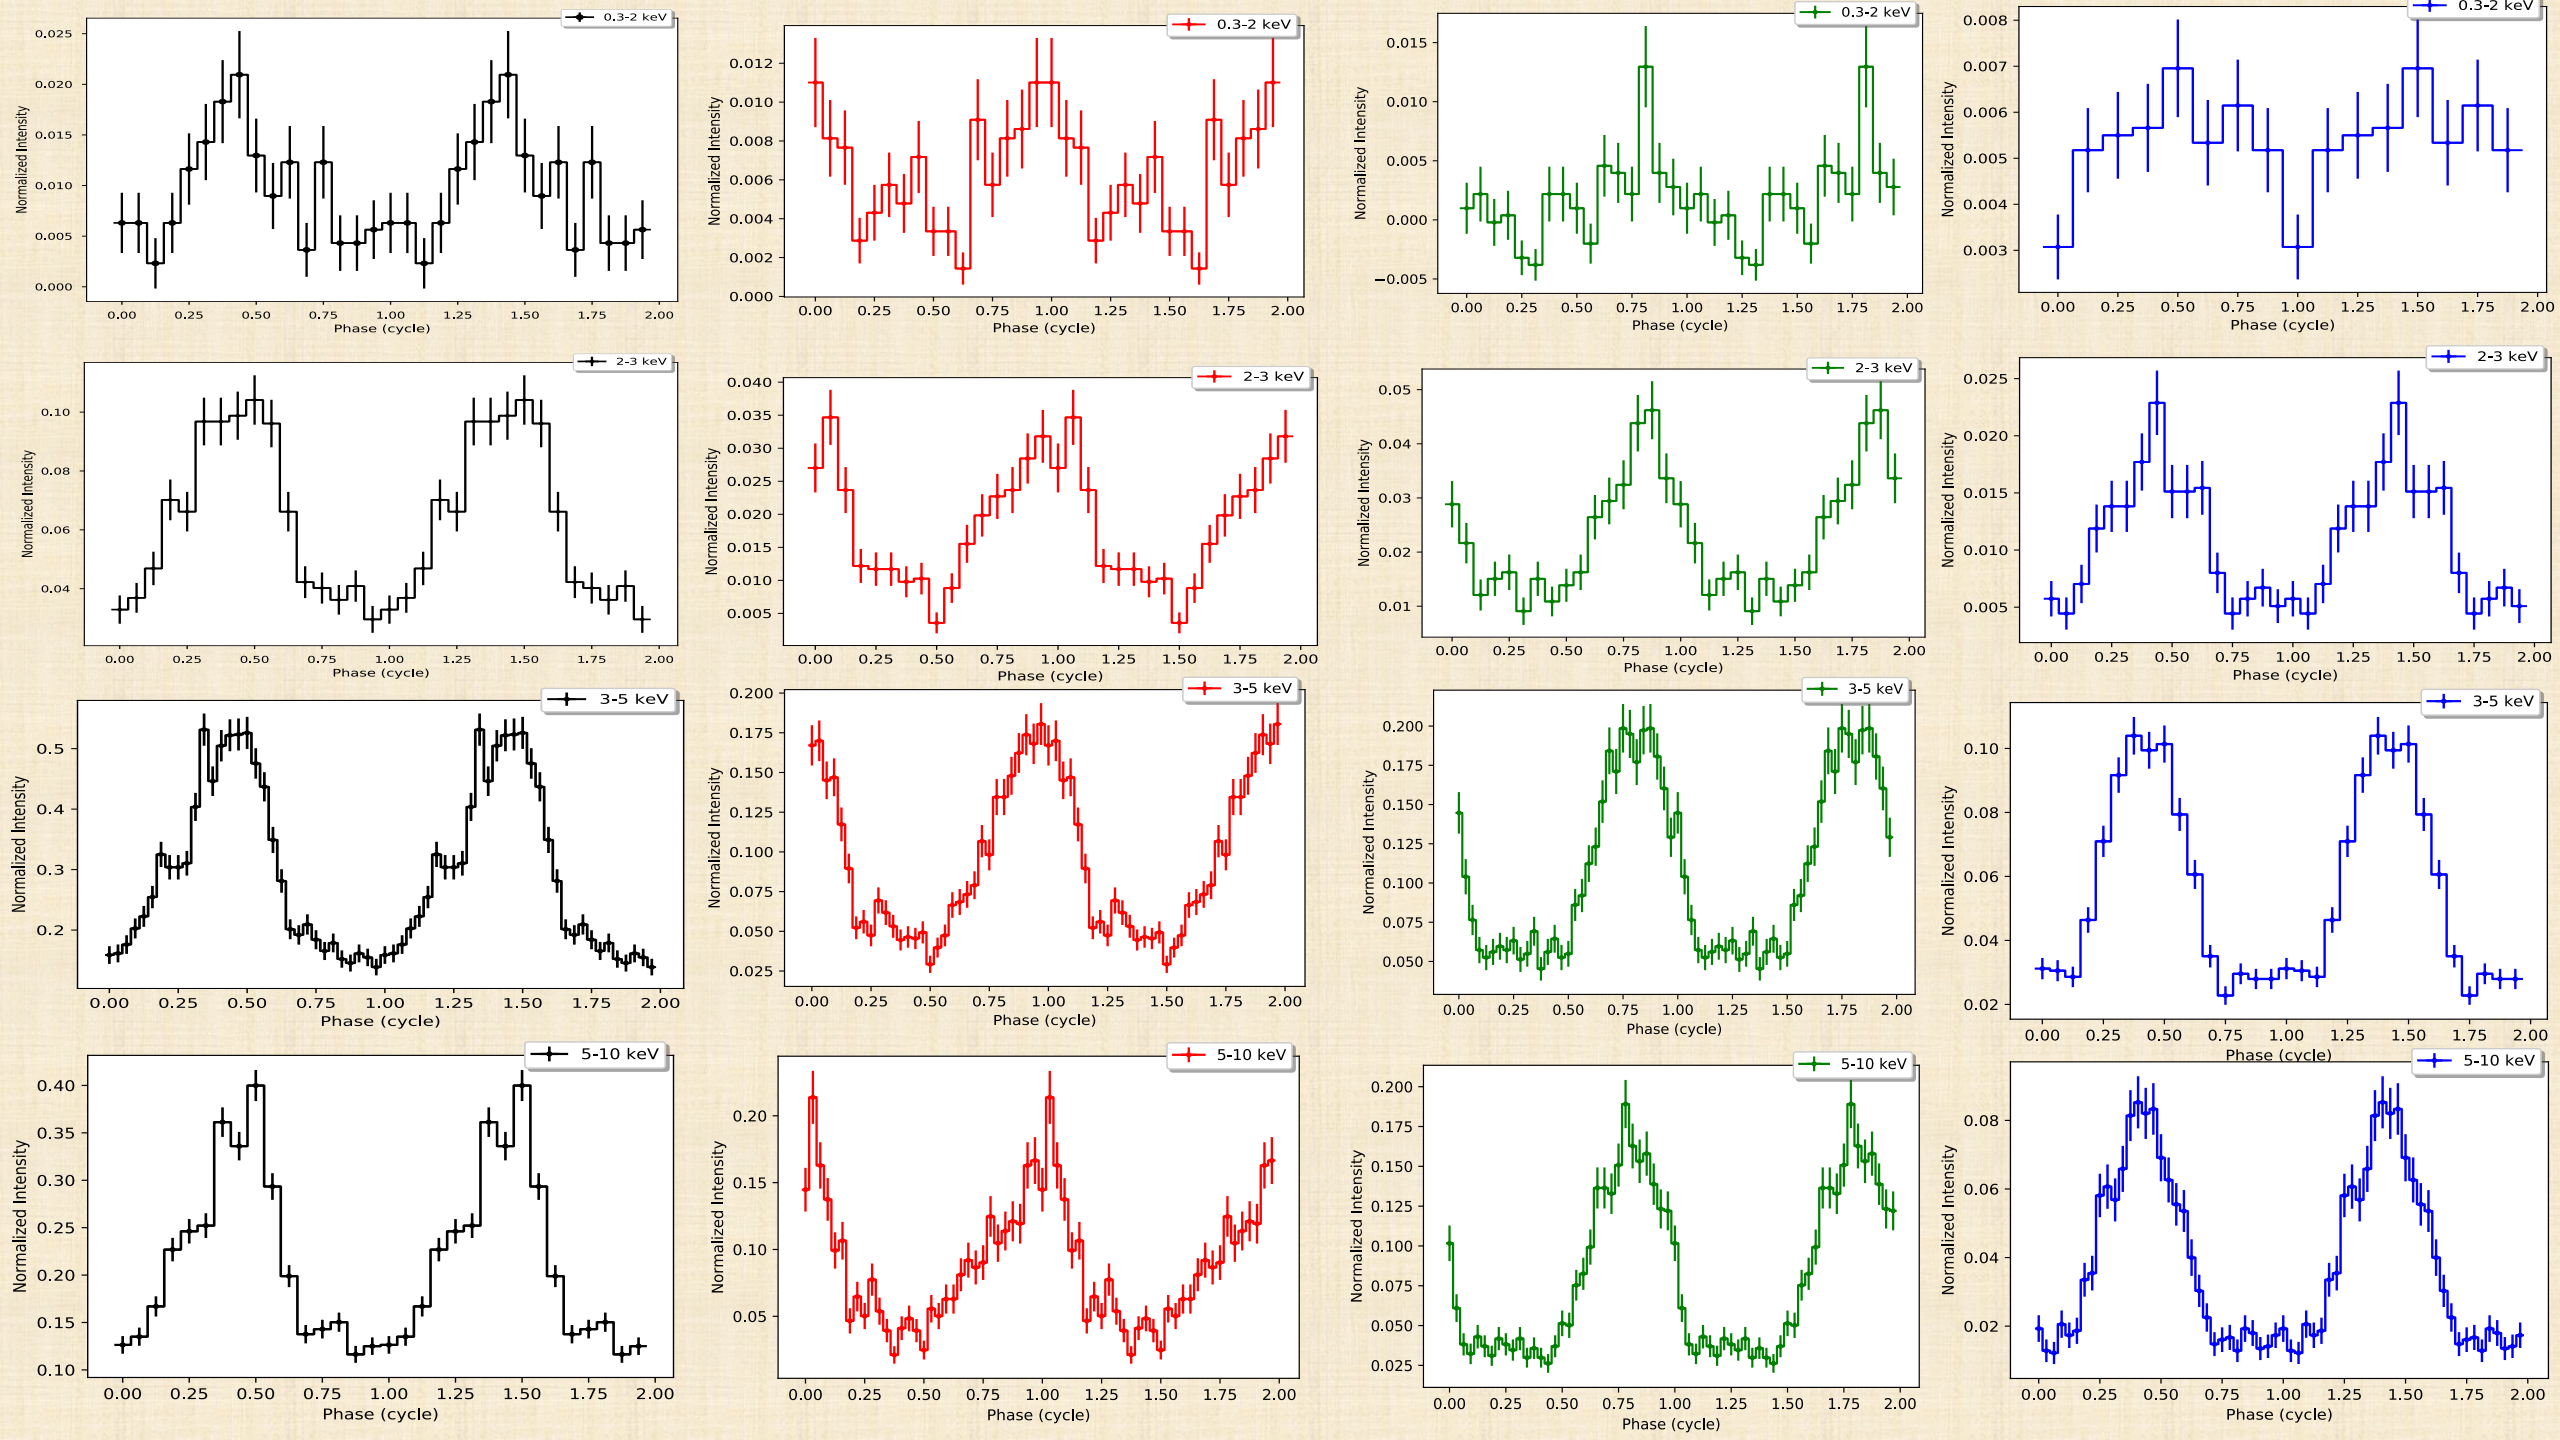 0.3-2 keV
Normalized Intensity
0.025
0.020
0.015
0.010
0.005
0.000
0.00 0.25 0.50 0.75 1.00 1.25 1.50 1.75 2.00
Phase (cycle)
0.3-2 keV
Normalized Intensity
0.012
0.010
0.008
0.006
0.004
0.002
0.000
0.00 0.25 0.50 0.75 1.00 1.25 1.50 1.75 2.00
Phase (cycle)
0.3-2 keV
Normalized Intensity
0.015
0.010
0.005
0.000
−0.005
0.00 0.25 0.50 0.75 1.00 1.25 1.50 1.75 2.00
Phase (cycle)
0.3-2 keV
Normalized Intensity
0.008
0.007
0.006
0.005
0.004
0.003
0.00 0.25 0.50 0.75 1.00 1.25 1.50 1.75 2.00
Phase (cycle)
2-3 keV
Normalized Intensity
0.10
0.08
0.06
0.04
0.00 0.25 0.50 0.75 1.00 1.25 1.50 1.75 2.00
Phase (cycle)
2-3 keV
Normalized Intensity
0.040
0.035
0.030
0.025
0.020
0.015
0.010
0.005
0.00 0.25 0.50 0.75 1.00 1.25 1.50 1.75 2.00
Phase (cycle)
2-3 keV
Normalized Intensity
0.05
0.04
0.03
0.02
0.01
0.00 0.25 0.50 0.75 1.00 1.25 1.50 1.75 2.00
Phase (cycle)
2-3 keV
Normalized Intensity
0.025
0.020
0.015
0.010
0.005
0.00 0.25 0.50 0.75 1.00 1.25 1.50 1.75 2.00
Phase (cycle)
3-5 keV
Normalized Intensity
0.5
0.4
0.3
0.2
0.00 0.25 0.50 0.75 1.00 1.25 1.50 1.75 2.00
Phase (cycle)
3-5 keV
Normalized Intensity
0.200
0.175
0.150
0.125
0.100
0.075
0.050
0.025
0.00 0.25 0.50 0.75 1.00 1.25 1.50 1.75 2.00
Phase (cycle)
3-5 keV
Normalized Intensity
0.200
0.175
0.150
0.125
0.100
0.075
0.050
0.00 0.25 0.50 0.75 1.00 1.25 1.50 1.75 2.00
Phase (cycle)
3-5 keV
Normalized Intensity
0.10
0.08
0.06
0.04
0.02
0.00 0.25 0.50 0.75 1.00 1.25 1.50 1.75 2.00
Phase (cycle)
5-10 keV
Normalized Intensity
0.40
0.35
0.30
0.25
0.20
0.15
0.10
0.00 0.25 0.50 0.75 1.00 1.25 1.50 1.75 2.00
Phase (cycle)
5-10 keV
Normalized Intensity
0.20
0.15
0.10
0.05
0.00 0.25 0.50 0.75 1.00 1.25 1.50 1.75 2.00
Phase (cycle)
5-10 keV
Normalized Intensity
0.200
0.175
0.150
0.125
0.100
0.075
0.050
0.025
0.00 0.25 0.50 0.75 1.00 1.25 1.50 1.75 2.00
Phase (cycle)
5-10 keV
Normalized Intensity
0.08
0.06
0.04
0.02
0.00 0.25 0.50 0.75 1.00 1.25 1.50 1.75 2.00
Phase (cycle)